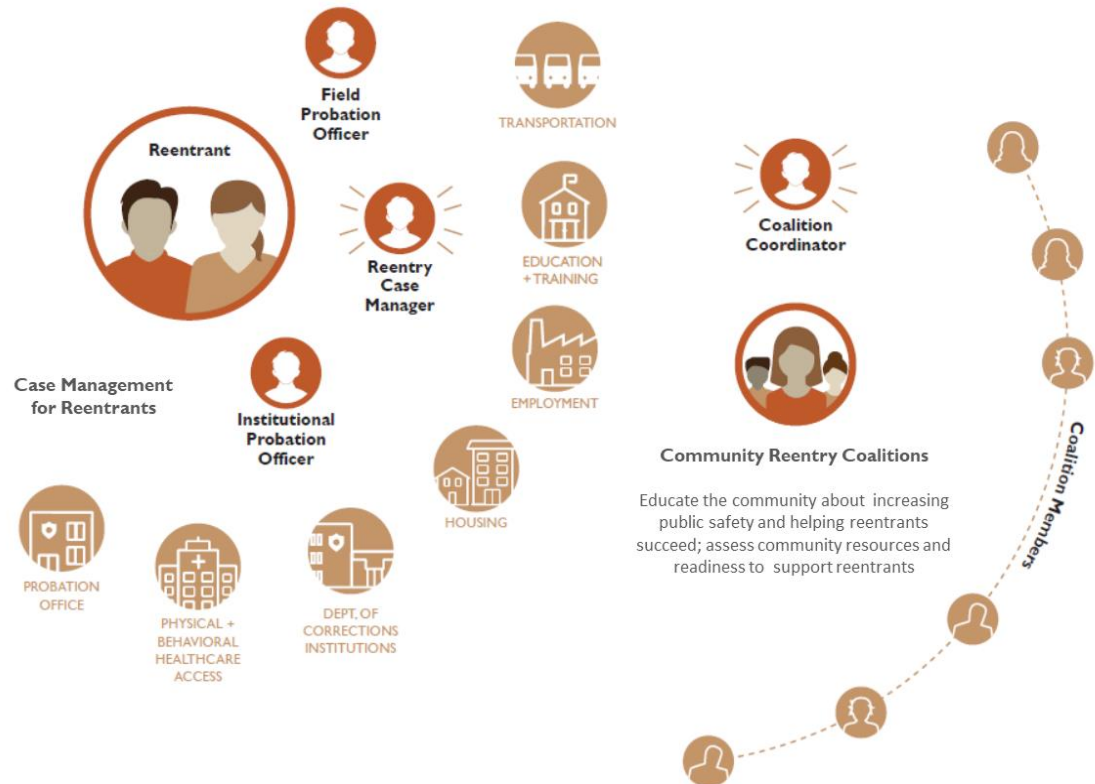 Field
Probation
Officer
Reentrant
TRANSPORTATION
Reentry
Case
Manager
EDUCATION
+ TRAINING
Coalition
Coordinator
Case Management
for Reentrants
Institutional
Probation
Officer
EMPLOYMENT
HOUSING
PROBATION
OFFICE
PHYSICAL +
BEHAVIORAL
HEALTHCARE
ACCESS
DEPT. OF
CORRECTIONS
INSTITUTIONS
Community Reentry Coalitions
Educate the community about increasing
public safety and helping reentrants
succeed; assess community resources and
readiness to support reentrants
Coalition Members